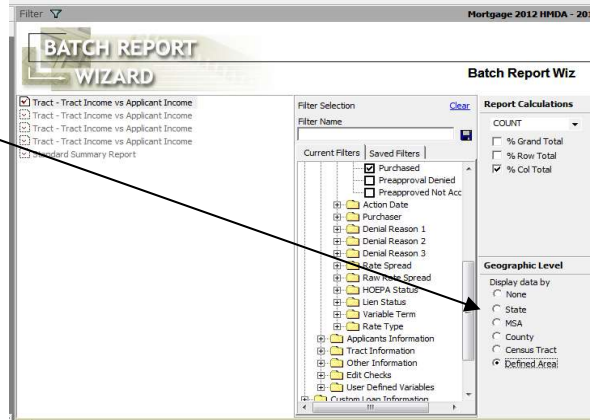 Filter
Mortgage 2012 HMDA - 201
BATCH REPORT
WIZARD
Batch Report Wiz
Tract - Tract Income vs Applicant Income
Tract - Tract Income vs Applicant Income
Tract - Tract Income vs Applicant Income
Tract - Tract Income vs Applicant Income
Standard Summary Report
Filter Selection
Clear
Filter Name
Current Filters
Saved Filters
Purchased
Preapproval Denied
Preapproved Not Acc
Action Date
Purchaser
Denial Reason 1
Denial Reason 2
Denial Reason 3
Rate Spread
Raw Rate Spread
HOEPA Status
Lien Status
Variable Term
Rate Type
Applicants Information
Tract Information
Other Information
Edit Checks
User Defined Variables
Custom Loan Information
Report Calculations
COUNT
% Grand Total
% Row Total
% Col Total
Geographic Level
Display data by
None
State
MSA
County
Census Tract
Defined Area